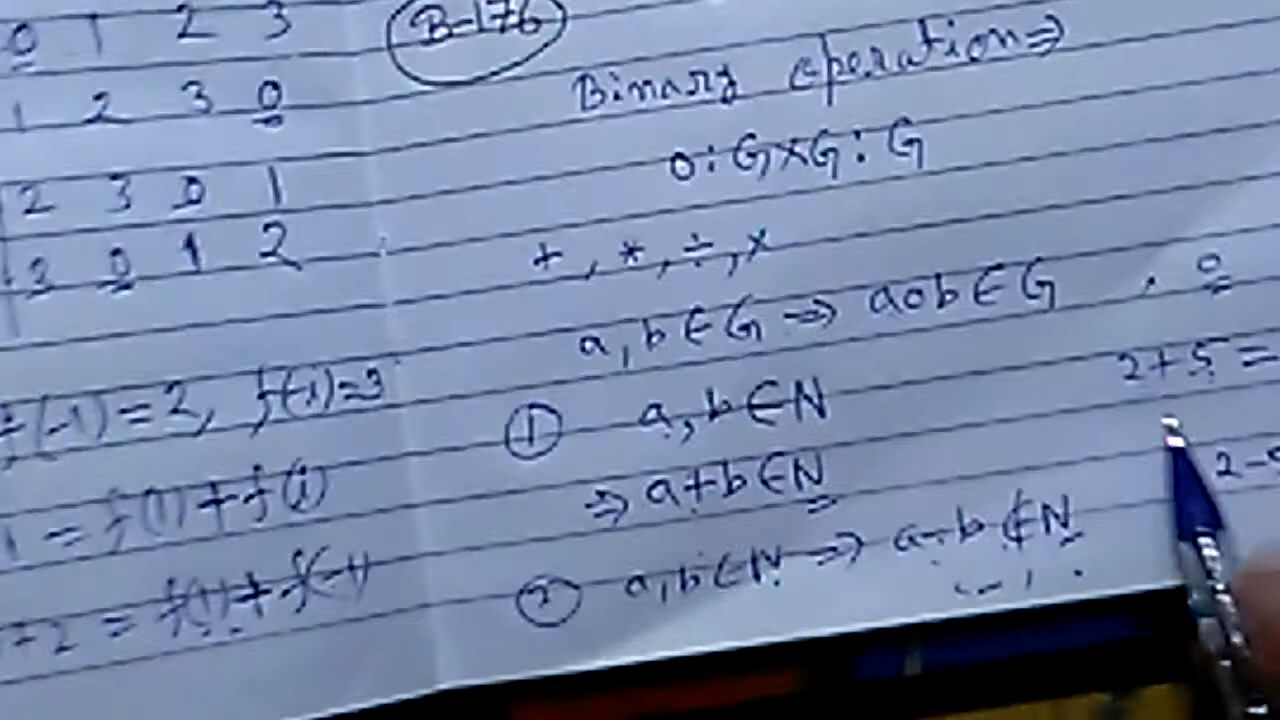 0 1 2 3
1 2 3 0
2 3 0 1
3 0 1 2
f(-1) = 2, f(i) = 3
1 = f(1) + f(i)
+2 = f(1) + f(-1)
B-176
Binary operation ⇒
o : G×G : G
+ , * , ÷ , ×
a, b ∈ G ⇒ aob ∈ G , o
① a, b ∈ N
⇒ a+b ∈ N
② a, b ∈ N ⇒ a-b ∉ N
(-,
2+5 =
2-